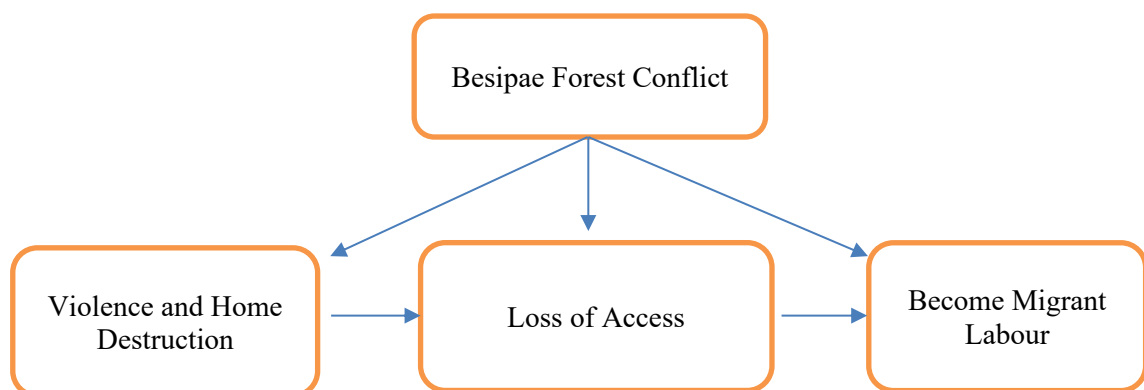 Besipae Forest Conflict
Violence and Home
Destruction
Loss of Access
Become Migrant
Labour